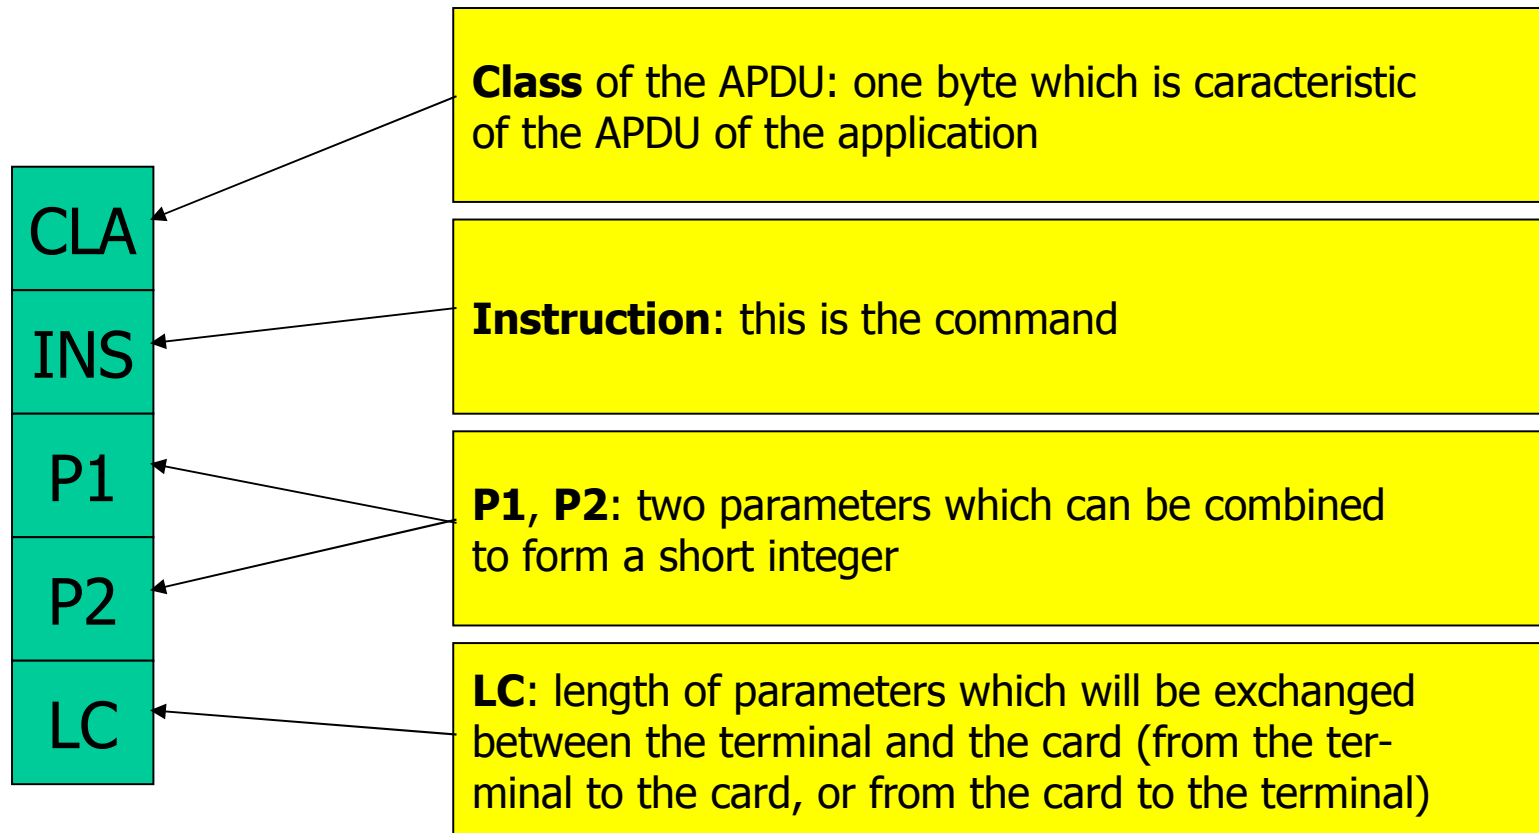 Class of the APDU: one byte which is caracteristic
of the APDU of the application
CLA
INS
Instruction: this is the command
P1
P1, P2: two parameters which can be combined
to form a short integer
P2
LC
LC: length of parameters which will be exchanged
between the terminal and the card (from the ter-
minal to the card, or from the card to the terminal)